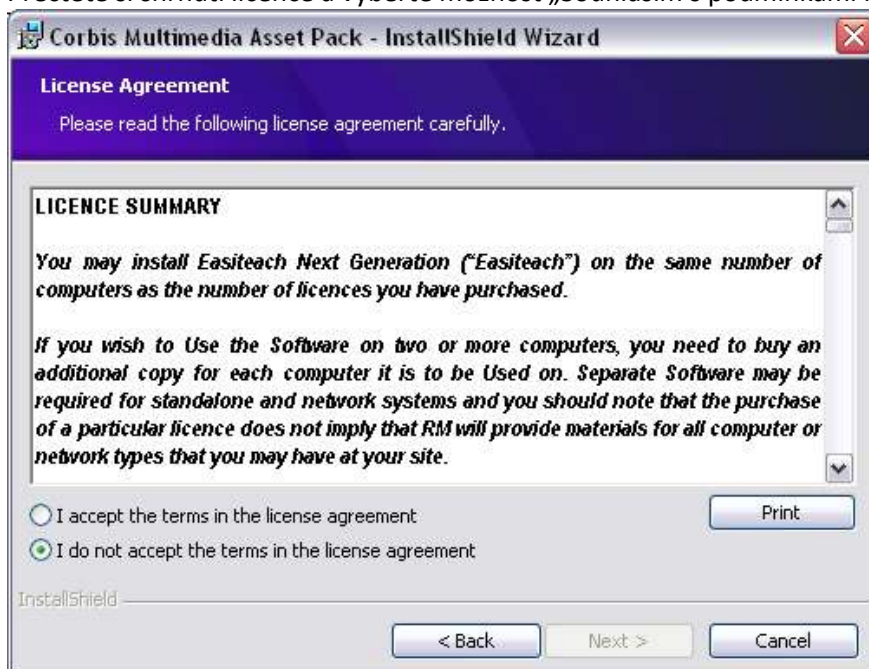 Corbis Multimedia Asset Pack - InstallShield Wizard
License Agreement
Please read the following license agreement carefully.
LICENCE SUMMARY
You may install Easiteach Next Generation ("Easiteach") on the same number of
computers as the number of licences you have purchased.
If you wish to Use the Software on two or more computers, you need to buy an
additional copy for each computer it is to be Used on. Separate Software may be
required for standalone and network systems and you should note that the purchase
of a particular licence does not imply that RM will provide materials for all computer or
network types that you may have at your site.
I accept the terms in the license agreement
Print
I do not accept the terms in the license agreement
InstallShield
< Back
Next >
Cancel